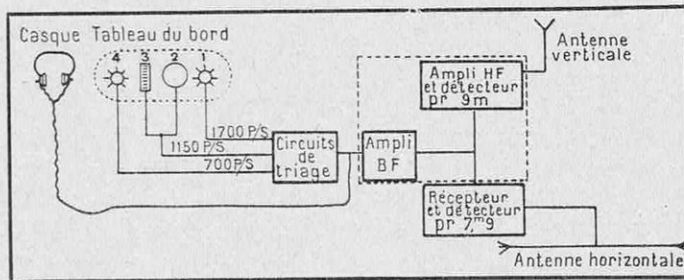 Casque Tableau du bord
4 3 2 1
1700 P/S
1150 P/S
700 P/S
Circuits
de
triage
Ampli
BF
Ampli HF
et détecteur
pr 9m
Antenne
verticale
Récepteur
et détecteur
pr 7,m9
Antenne horizontale